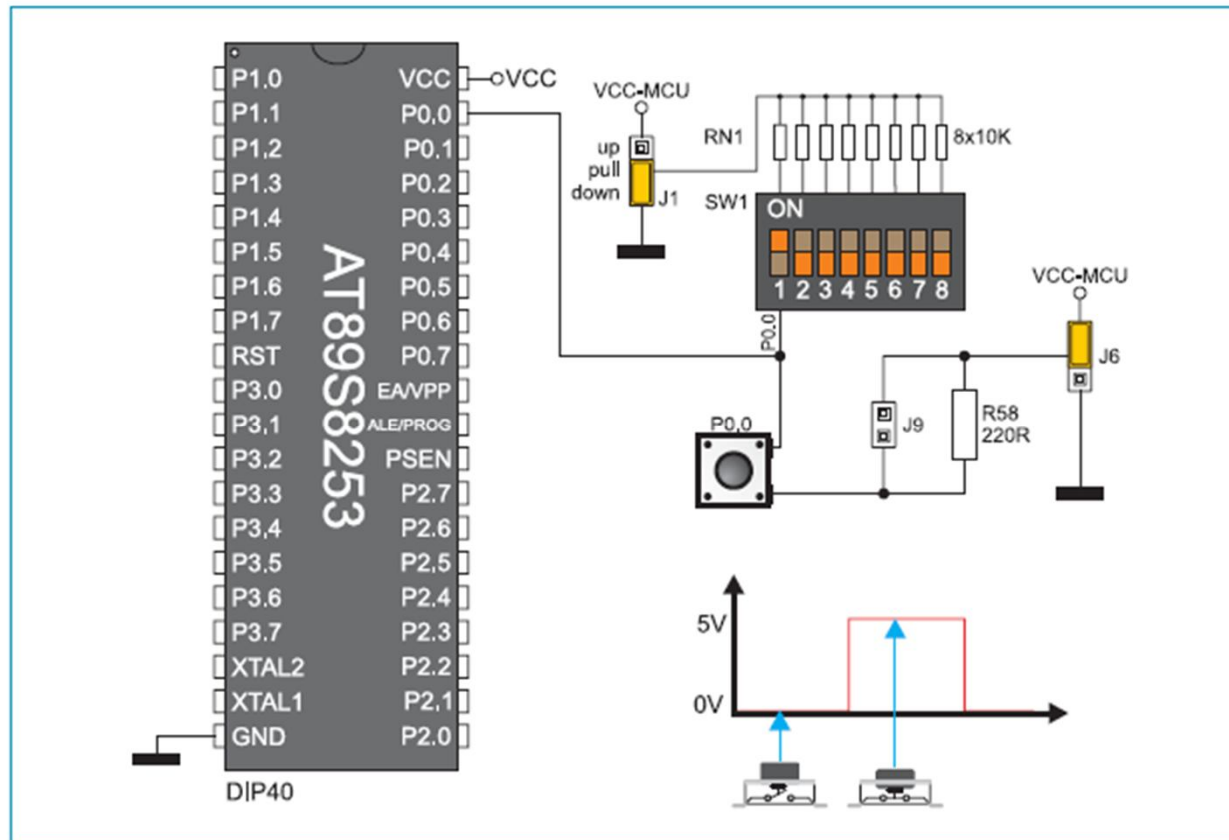 P1.0
P1.1
P1.2
P1.3
P1.4
P1.5
P1.6
P1.7
RST
P3.0
P3.1
P3.2
P3.3
P3.4
P3.5
P3.6
P3.7
XTAL2
XTAL1
GND
AT89S8253
VCC
P0.0
P0.1
P0.2
P0.3
P0.4
P0.5
P0.6
P0.7
EA/VPP
ALE/PROG
PSEN
P2.7
P2.6
P2.5
P2.4
P2.3
P2.2
P2.1
P2.0
DIP40
VCC
VCC-MCU
up
pull
down
J1
RN1
8x10K
SW1
ON
1 2 3 4 5 6 7 8
P0.0
P0.0
J9
R58
220R
VCC-MCU
J6
5V
0V